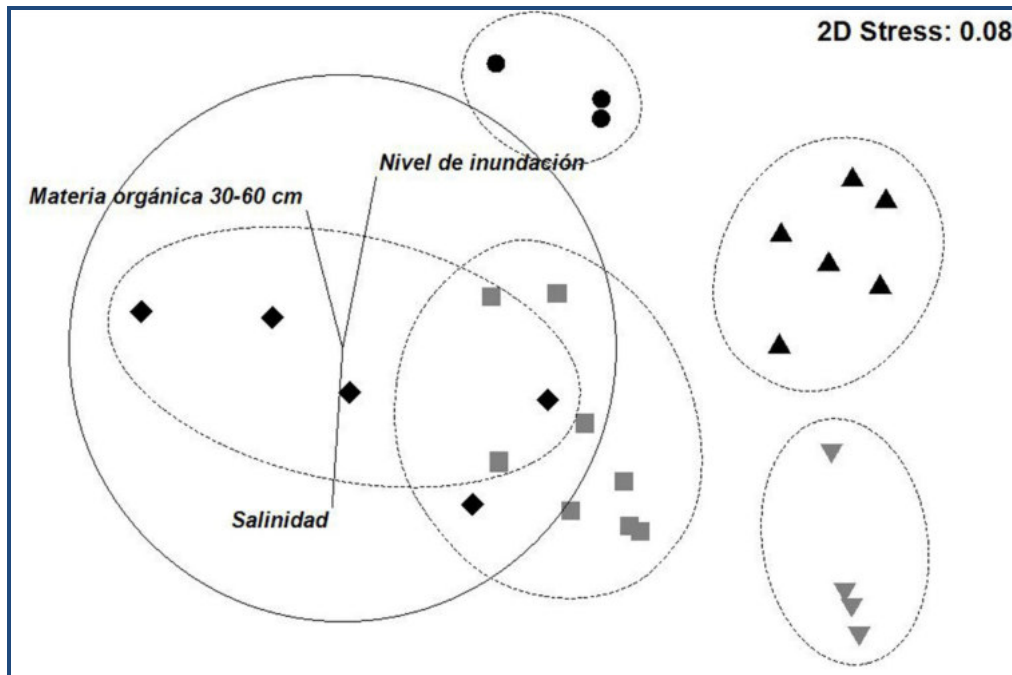 2D Stress: 0.08
Nivel de inundación
Materia orgánica 30-60 cm
Salinidad